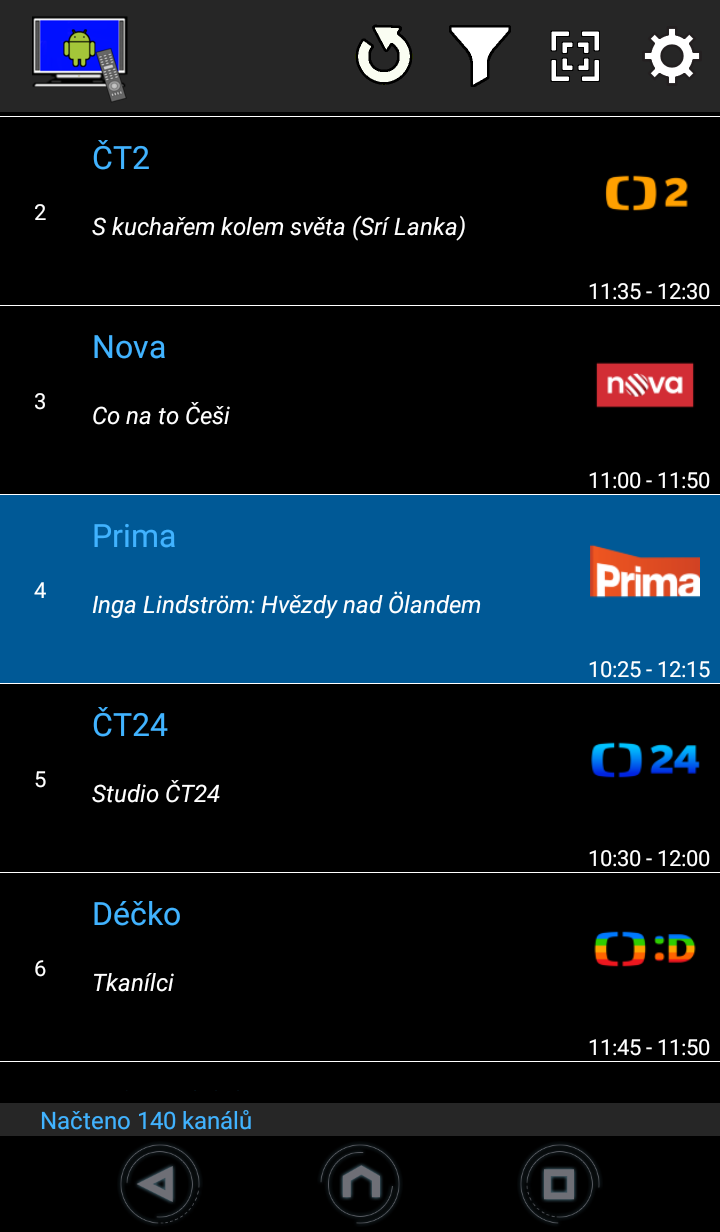 ČT2
2
S kuchařem kolem světa (Srí Lanka)
2
11:35 - 12:30
Nova
3
Co na to Češi
nova
11:00 - 11:50
Prima
4
Inga Lindström: Hvězdy nad Ölandem
Prima
10:25 - 12:15
ČT24
5
Studio ČT24
24
10:30 - 12:00
Déčko
6
Tkanílci
:D
11:45 - 11:50
Načteno 140 kanálů